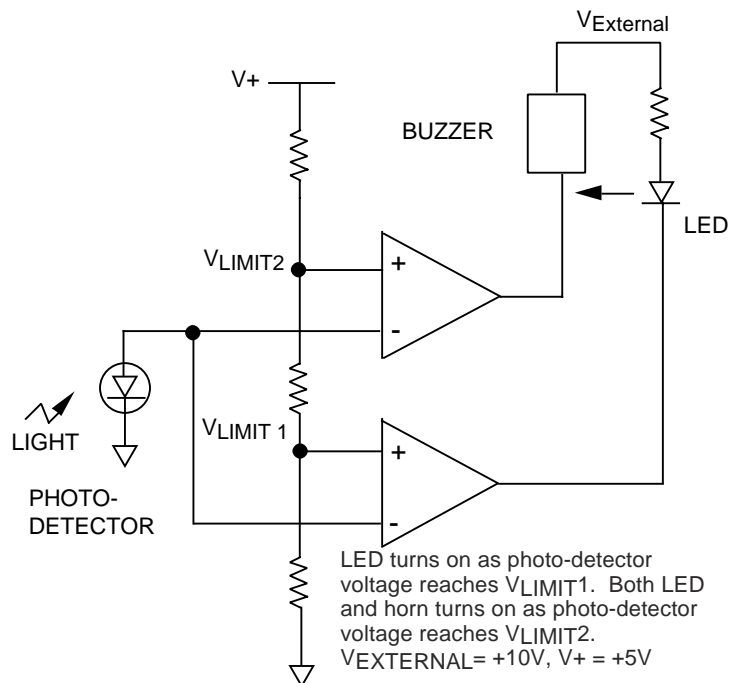 VExternal
V+
BUZZER
LED
VLIMIT2
+
-
LIGHT
VLIMIT 1
+
-
PHOTO-
DETECTOR
LED turns on as photo-detector
voltage reaches VLIMIT1. Both LED
and horn turns on as photo-detector
voltage reaches VLIMIT2.
VEXTERNAL= +10V, V+ = +5V